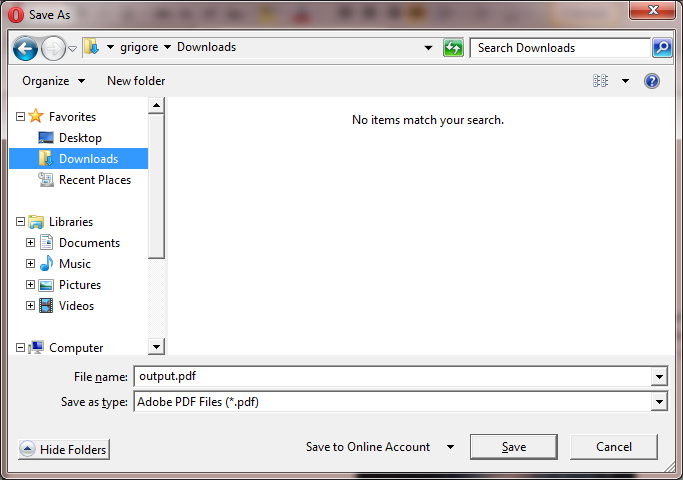 Save As
grigore Downloads
Search Downloads
Organize
New folder
No items match your search.
Favorites
Desktop
Downloads
Recent Places
Libraries
Documents
Music
Pictures
Videos
Computer
File name: output.pdf
Save as type: Adobe PDF Files (*.pdf)
Hide Folders
Save to Online Account
Save
Cancel